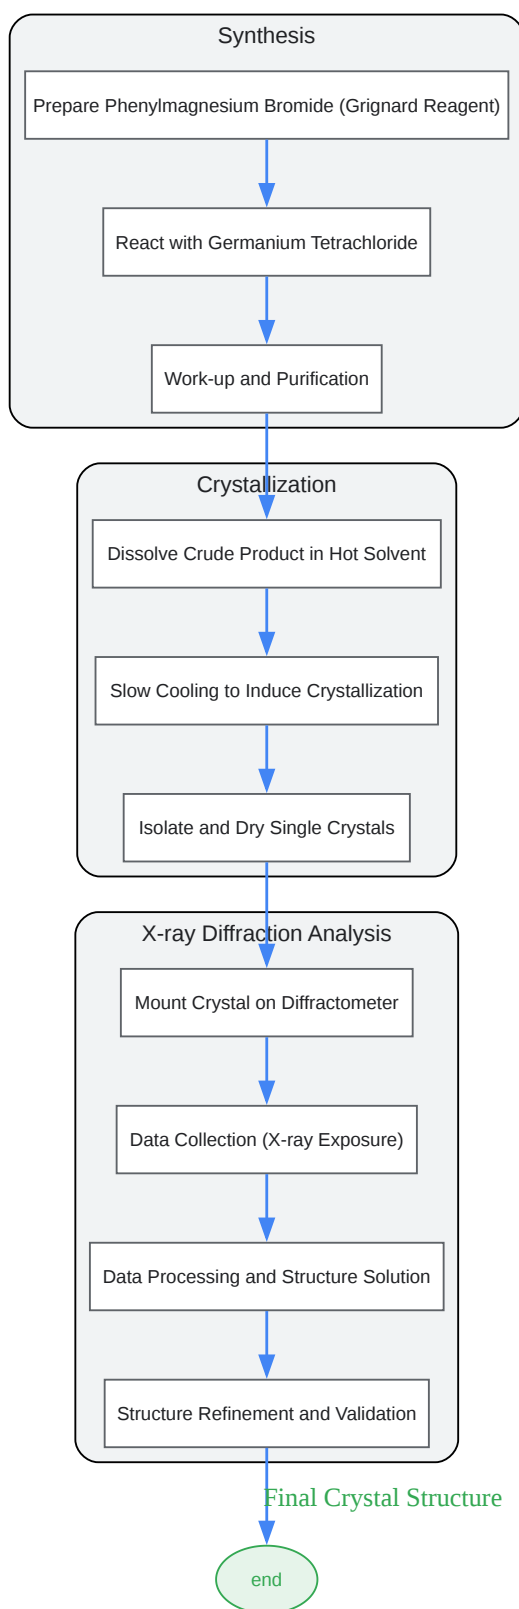 Synthesis
Prepare Phenylmagnesium Bromide (Grignard Reagent)
React with Germanium Tetrachloride
Work-up and Purification
Crystallization
Dissolve Crude Product in Hot Solvent
Slow Cooling to Induce Crystallization
Isolate and Dry Single Crystals
X-ray Diffraction Analysis
Mount Crystal on Diffractometer
Data Collection (X-ray Exposure)
Data Processing and Structure Solution
Structure Refinement and Validation
Final Crystal Structure
end